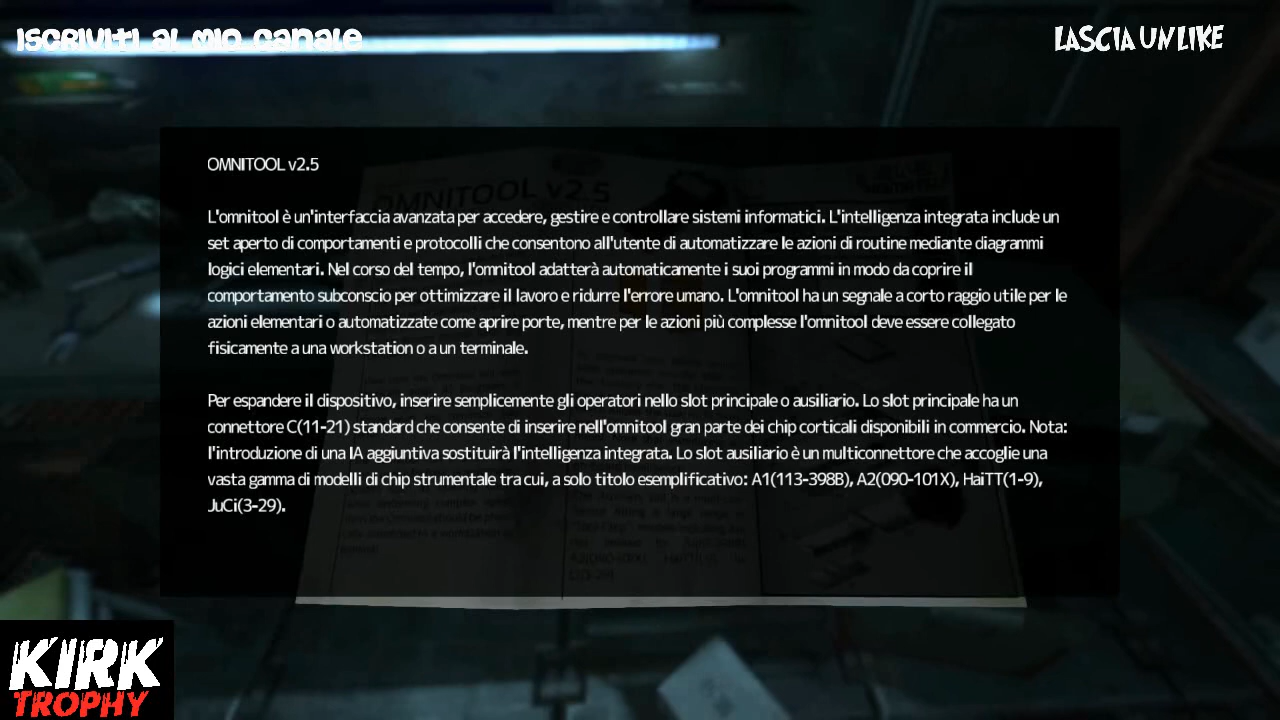 ISCRIVITI AL MIO CANALE
LASCIA UN LIKE
OMNITOOL v2.5
L'omnitool è un'interfaccia avanzata per accedere, gestire e controllare sistemi informatici. L'intelligenza integrata include un
set aperto di comportamenti e protocolli che consentono all'utente di automatizzare le azioni di routine mediante diagrammi
logici elementari. Nel corso del tempo, l'omnitool adatterà automaticamente i suoi programmi in modo da coprire il
comportamento subconscio per ottimizzare il lavoro e ridurre l'errore umano. L'omnitool ha un segnale a corto raggio utile per le
azioni elementari o automatizzate come aprire porte, mentre per le azioni più complesse l'omnitool deve essere collegato
fisicamente a una workstation o a un terminale.
Per espandere il dispositivo, inserire semplicemente gli operatori nello slot principale o ausiliario. Lo slot principale ha un
connettore C(11-21) standard che consente di inserire nell'omnitool gran parte dei chip corticali disponibili in commercio. Nota:
l'introduzione di una IA aggiuntiva sostituirà l'intelligenza integrata. Lo slot ausiliario è un multiconnettore che accoglie una
vasta gamma di modelli di chip strumentale tra cui, a solo titolo esemplificativo: A1(113-398B), A2(090-101X), HaiTT(1-9),
JuCi(3-29).
OMNITOOL v2.5
KIRK
TROPHY